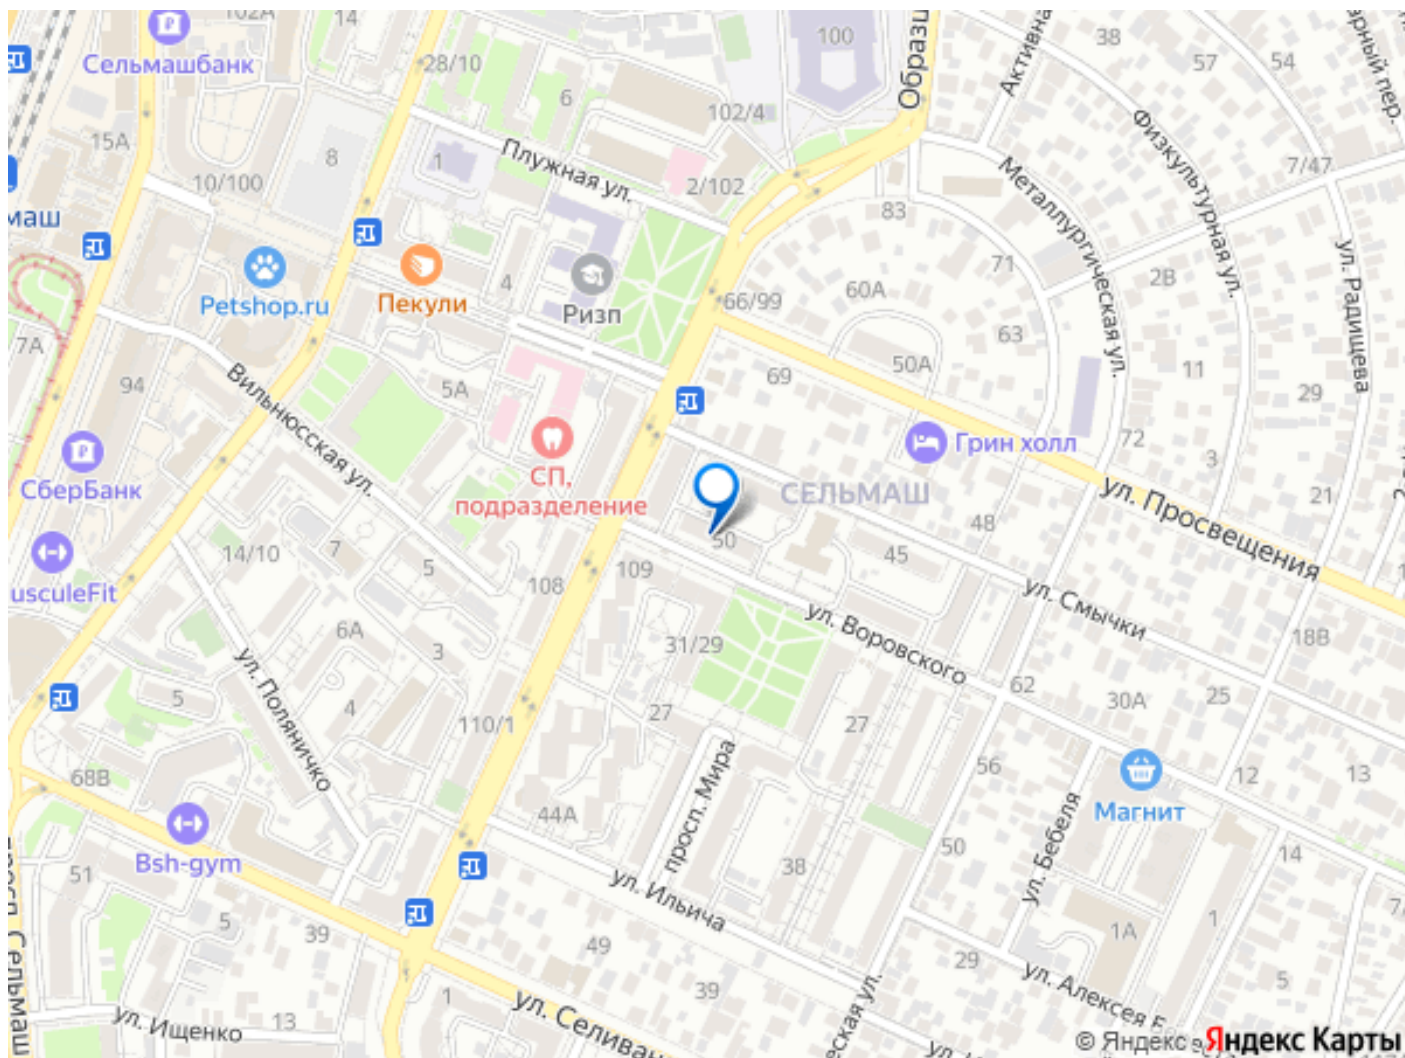 14
102А
100
38
Сельмашбанк
28/10
57
54
6
102/4
15А
8
1
Плужная ул.
2/102
Активна
Физкультурная ул.
7/47
10/100
Металлургическая ул.
83
маш
71
2В
ул. Радищева
Petshop.ru
Пекули
4
Ризп
66/99
60А
63
7А
94
Вильнюсская ул.
5А
69
50А
11
29
Грин холл
72
3
СберБанк
СП,
подразделение
СЕЛЬМАШ
ул. Просвещения
21
48
50
45
14/10
7
5
108
109
usculeFit
ул. Воровского
ул. Смычки
6А
3
31/29
18В
5
ул. Поляничко
4
110/1
27
27
62
30А
25
68В
просп. Мира
56
12
13
Магнит
44А
Bsh-gym
ул. Бебеля
50
14
51
38
ул. Ильича
5
39
49
1А
1
29
ул. Алексея
5
39
1
ул. Ищенко
13
ул. Селиван
© Яндекс Яндекс Карты